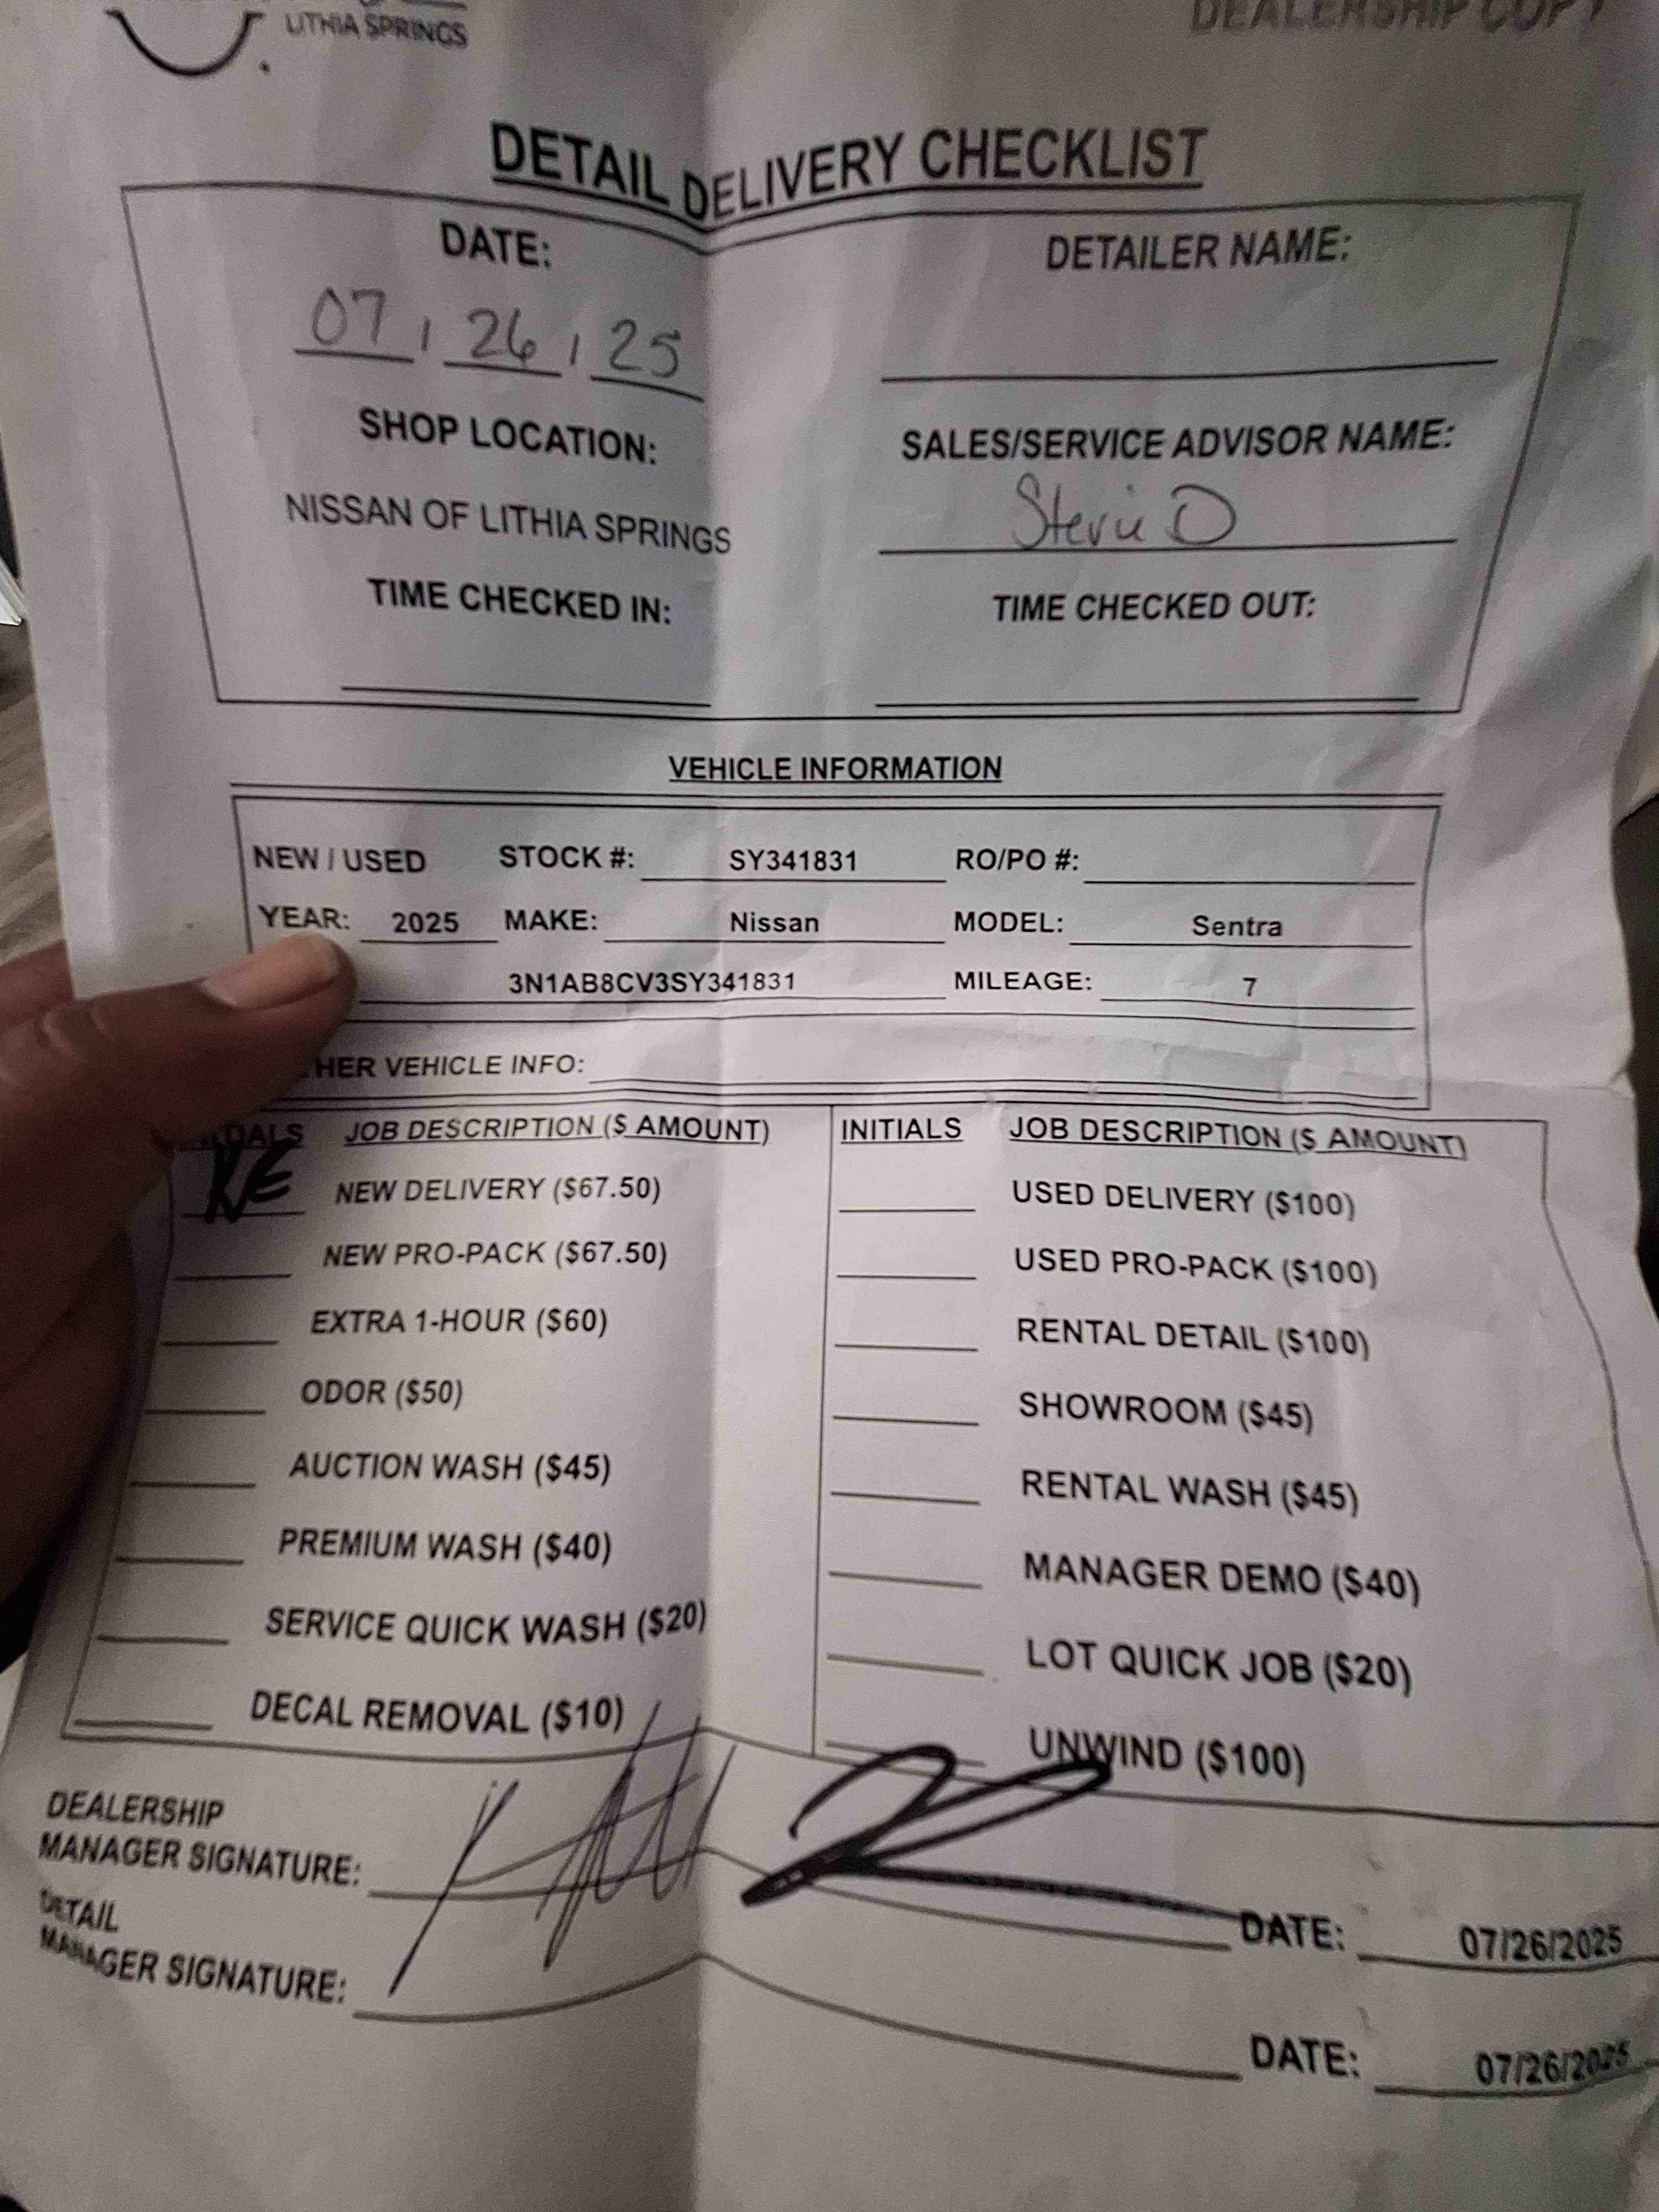 LITHIA SPRINGS
DEALERSHIP COPY
DETAIL DELIVERY CHECKLIST
DATE: DETAILER NAME:
07 / 26 / 25
SHOP LOCATION: SALES/SERVICE ADVISOR NAME:
NISSAN OF LITHIA SPRINGS Stevie D
TIME CHECKED IN: TIME CHECKED OUT:
VEHICLE INFORMATION
NEW / USED STOCK #: SY341831 RO/PO #:
YEAR: 2025 MAKE: Nissan MODEL: Sentra
3N1AB8CV3SY341831 MILEAGE: 7
HER VEHICLE INFO:
INITIALS JOB DESCRIPTION ($ AMOUNT) INITIALS JOB DESCRIPTION ($ AMOUNT)
NEW DELIVERY ($67.50) USED DELIVERY ($100)
NEW PRO-PACK ($67.50) USED PRO-PACK ($100)
EXTRA 1-HOUR ($60) RENTAL DETAIL ($100)
ODOR ($50) SHOWROOM ($45)
AUCTION WASH ($45) RENTAL WASH ($45)
PREMIUM WASH ($40) MANAGER DEMO ($40)
SERVICE QUICK WASH ($20) LOT QUICK JOB ($20)
DECAL REMOVAL ($10) UNWIND ($100)
DEALERSHIP
MANAGER SIGNATURE: DATE: 07/26/2025
DETAIL
MANAGER SIGNATURE: DATE: 07/26/2025